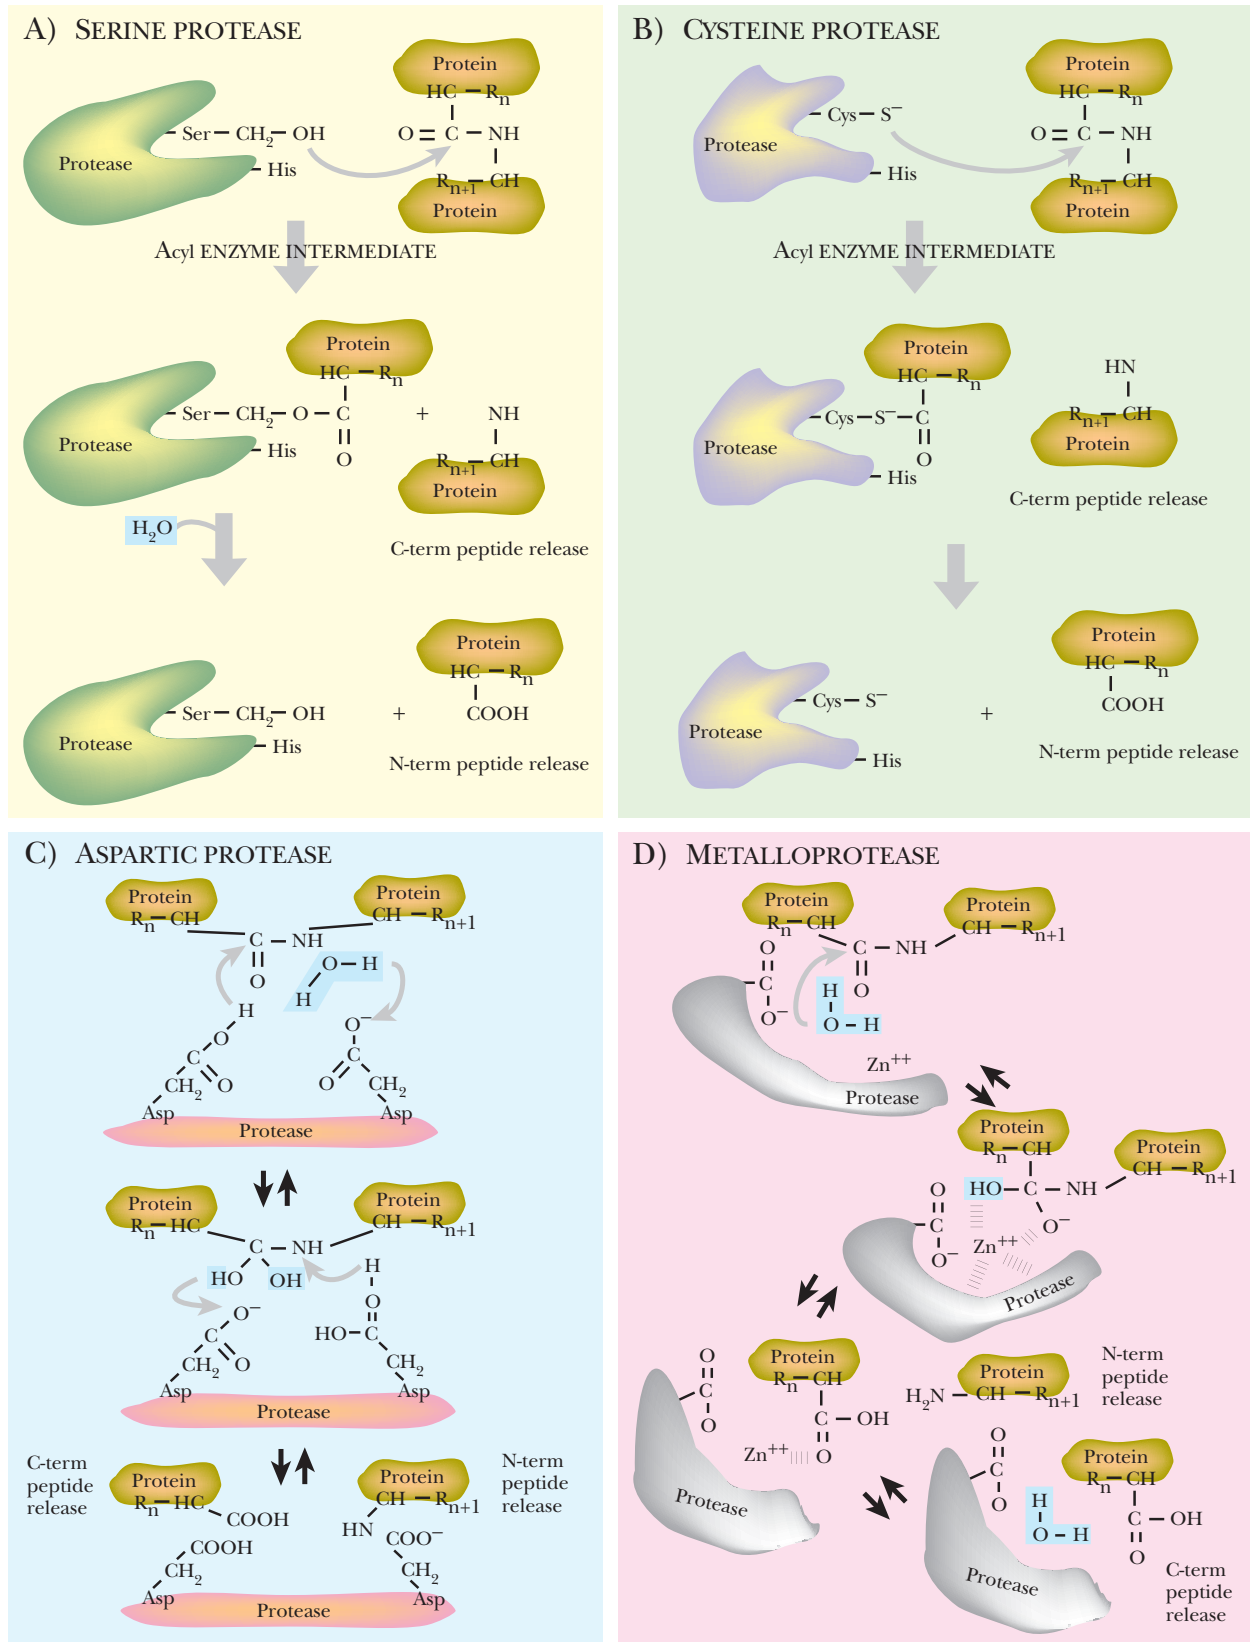 A) SERINE PROTEASE
Protein
HC — Rn
Ser — CH2 — OH
O = C — NH
Protease
His
Rn+1 — CH
Protein
Acyl ENZYME INTERMEDIATE
Protein
HC — Rn
Ser — CH2 — O — C + NH
Protease
His
O
Rn+1 — CH
Protein
H2O
C-term peptide release
Protein
HC — Rn
Ser — CH2 — OH + COOH
Protease
His
N-term peptide release
B) CYSTEINE PROTEASE
Protein
HC — Rn
Cys — S−
O = C — NH
Protease
His
Rn+1 — CH
Protein
Acyl ENZYME INTERMEDIATE
Protein
HC — Rn
HN
Cys — S− — C
Rn+1 — CH
Protease
Protein
O
His
C-term peptide release
Protein
HC — Rn
Cys — S− + COOH
Protease
His
N-term peptide release
C) ASPARTIC PROTEASE
Protein Protein
Rn — CH CH — Rn+1
C — NH
O O — H
H
H
O O−
C C
CH2 O O CH2
Asp Asp
Protease
Protein Protein
Rn — HC CH — Rn+1
C — NH
HO OH H
O− O
C HO — C
CH2 O CH2
Asp Asp
Protease
C-term
peptide
release
Protein Protein
Rn — HC CH — Rn+1
N-term
peptide
release
COOH HN
COOH COO−
CH2 CH2
Asp Asp
Protease
D) METALLOPROTEASE
Protein Protein
Rn — CH CH — Rn+1
O C — NH
C H O
O− O — H
Zn++
Protease
Protein Protein
Rn — CH CH — Rn+1
O HO — C — NH
C O−
O− Zn++
Protease
O Protein
Rn — CH
C C — OH
O Zn++ O
Protease
Protein
H2N — CH — Rn+1
N-term
peptide
release
O Protein
C Rn — CH
O H C — OH
O — H O
Protease
C-term
peptide
release